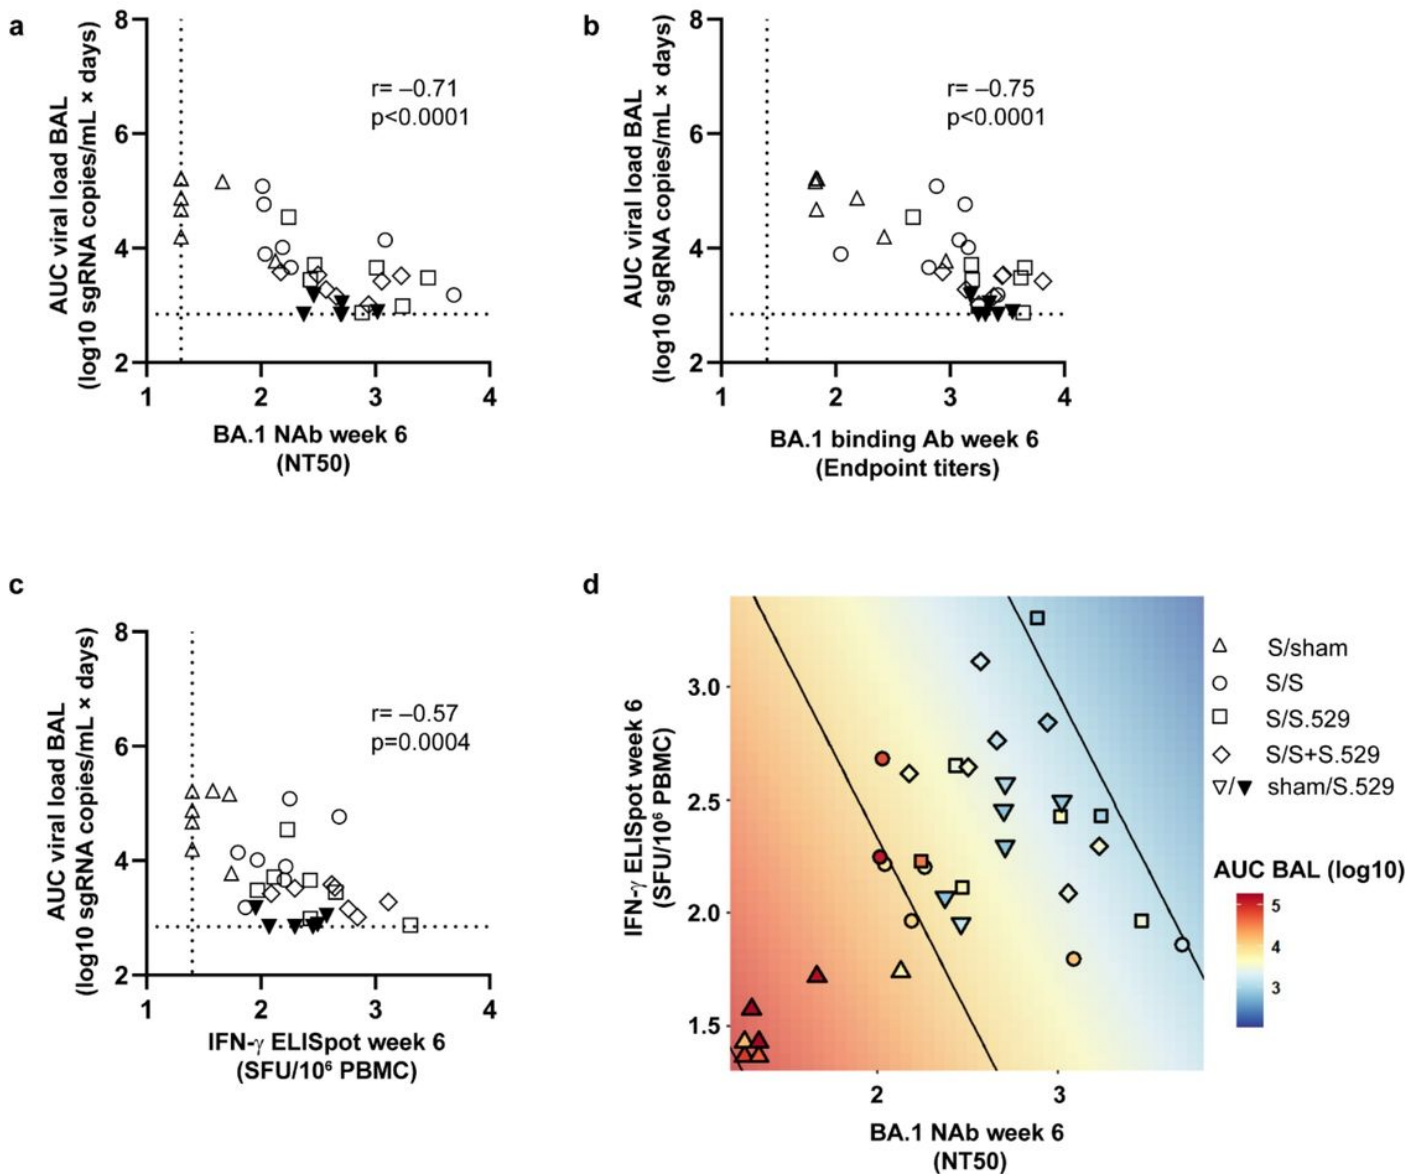 a
AUC viral load BAL
(log10 sgRNA copies/mL × days)
8
6
4
2
1 2 3 4
r= –0.71
p<0.0001
BA.1 NAb week 6
(NT50)
b
AUC viral load BAL
(log10 sgRNA copies/mL × days)
8
6
4
2
1 2 3 4
r= –0.75
p<0.0001
BA.1 binding Ab week 6
(Endpoint titers)
c
AUC viral load BAL
(log10 sgRNA copies/mL × days)
8
6
4
2
1 2 3 4
r= –0.57
p=0.0004
IFN-γ ELISpot week 6
(SFU/10⁶ PBMC)
d
IFN-γ ELISpot week 6
(SFU/10⁶ PBMC)
3.0
2.5
2.0
1.5
2 3
BA.1 NAb week 6
(NT50)
S/sham
S/S
S/S.529
S/S+S.529
/ sham/S.529
AUC BAL (log10)
5
4
3